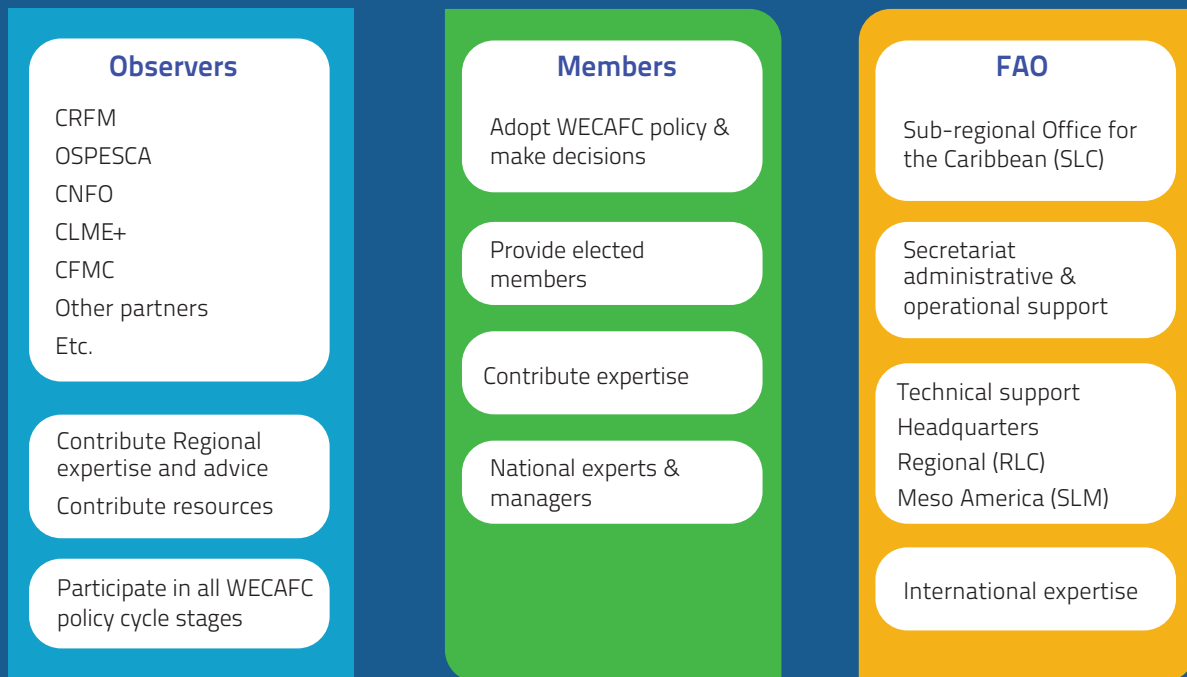 Observers
CRFM
OSPESCA
CNFO
CLME+
CFMC
Other partners
Etc.
Contribute Regional
expertise and advice
Contribute resources
Participate in all WECAFC
policy cycle stages
Members
Adopt WECAFC policy &
make decisions
Provide elected
members
Contribute expertise
National experts &
managers
FAO
Sub-regional Office for
the Caribbean (SLC)
Secretariat
administrative &
operational support
Technical support
Headquarters
Regional (RLC)
Meso America (SLM)
International expertise